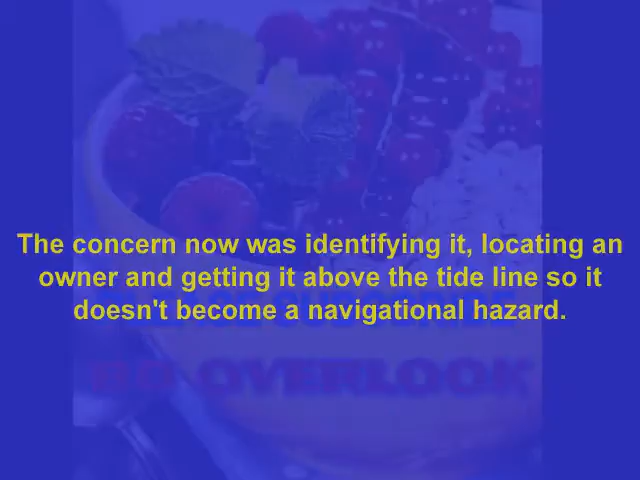 The concern now was identifying it, locating an
owner and getting it above the tide line so it
doesn't become a navigational hazard.
OVERLOOK